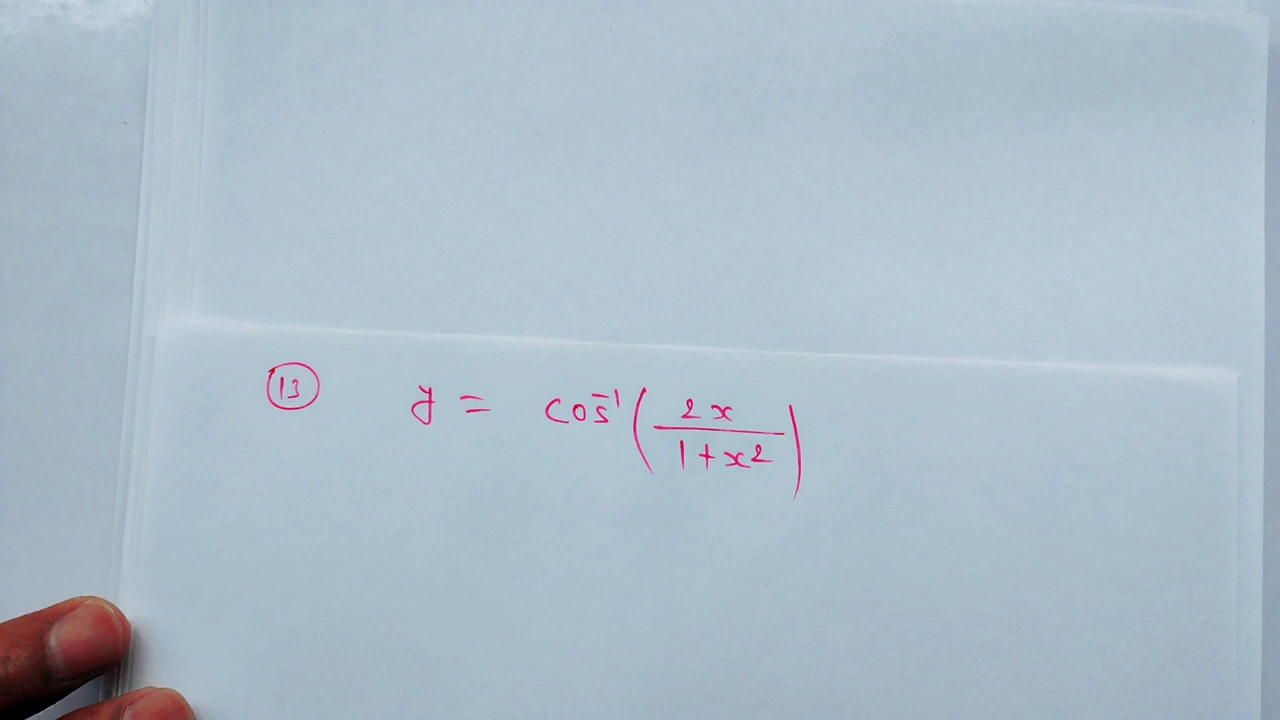 13 y = cos⁻¹(2x / 1+x²)